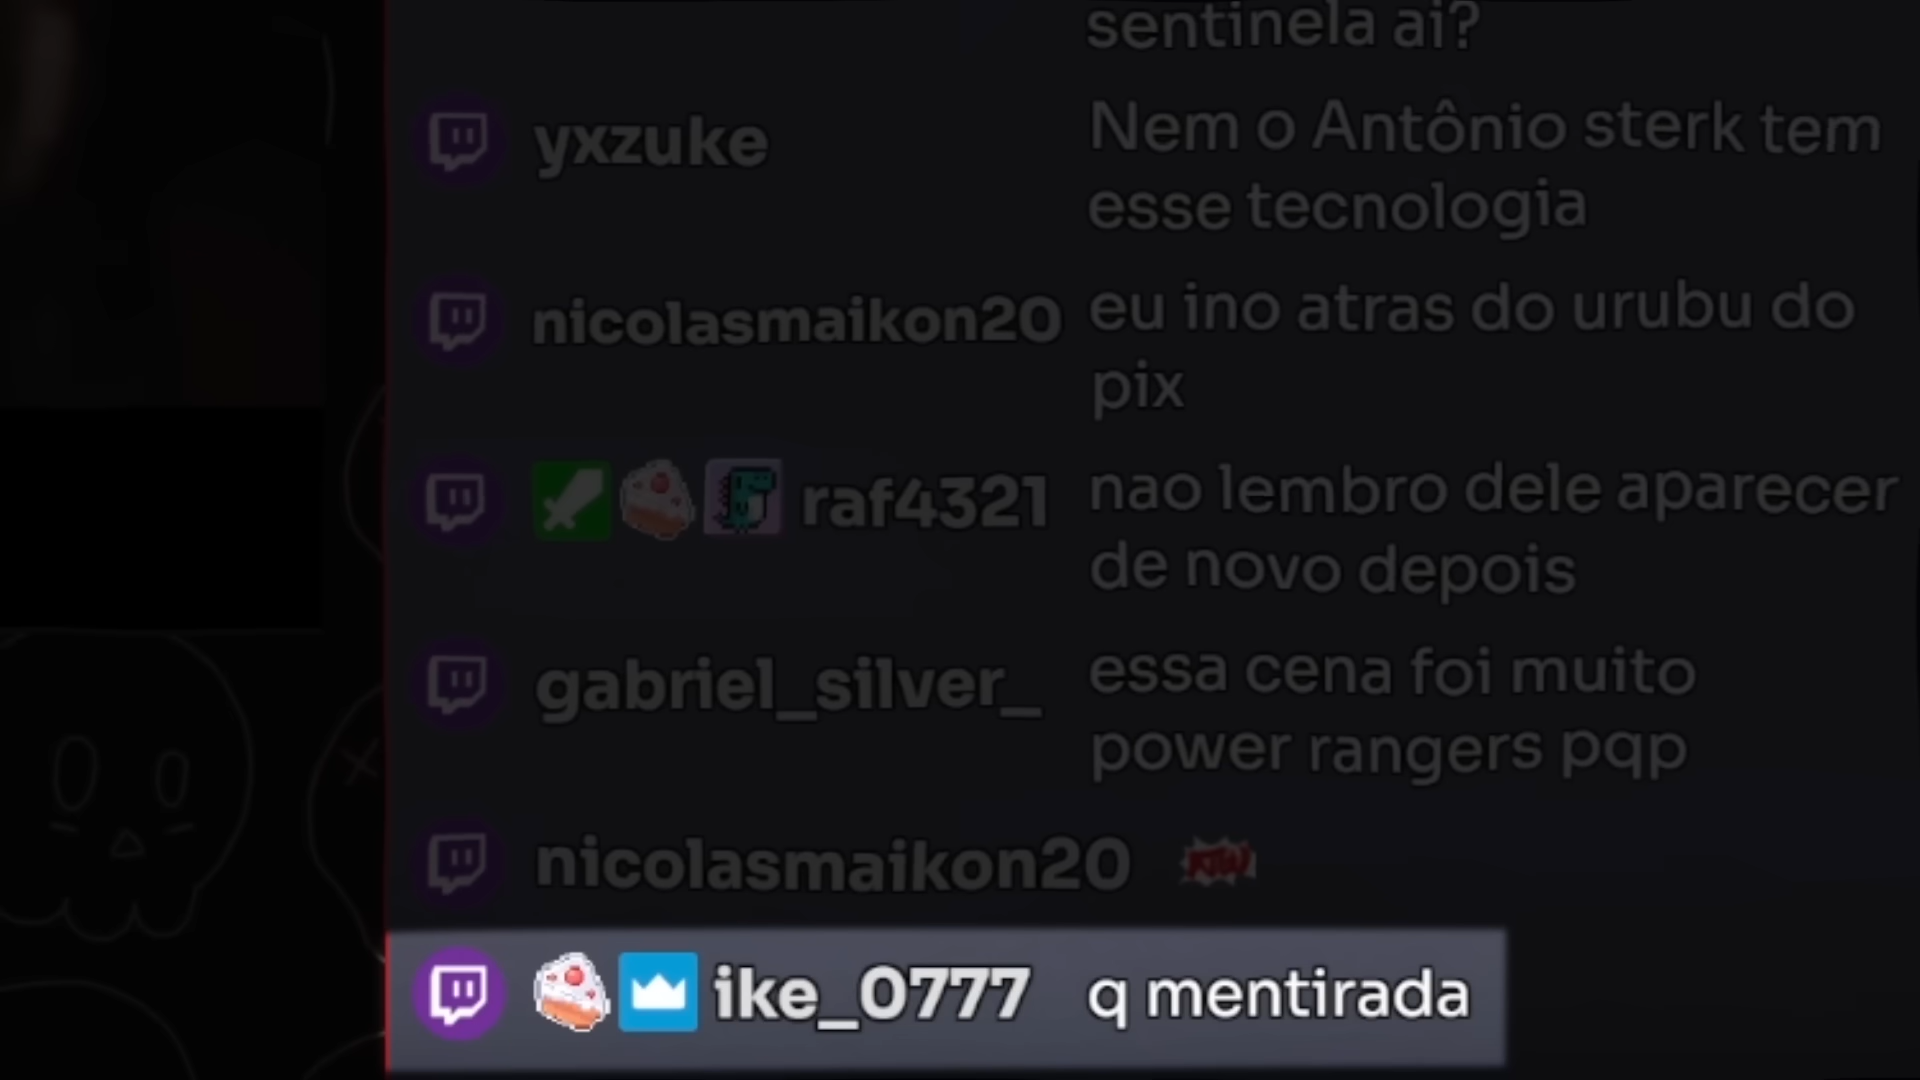 sentinela ai?
yxzuke Nem o Antônio sterk tem
esse tecnologia
nicolasmaikon20 eu ino atras do urubu do
pix
raf4321 nao lembro dele aparecer
de novo depois
gabriel_silver_ essa cena foi muito
power rangers pqp
nicolasmaikon20
ike_0777 q mentirada